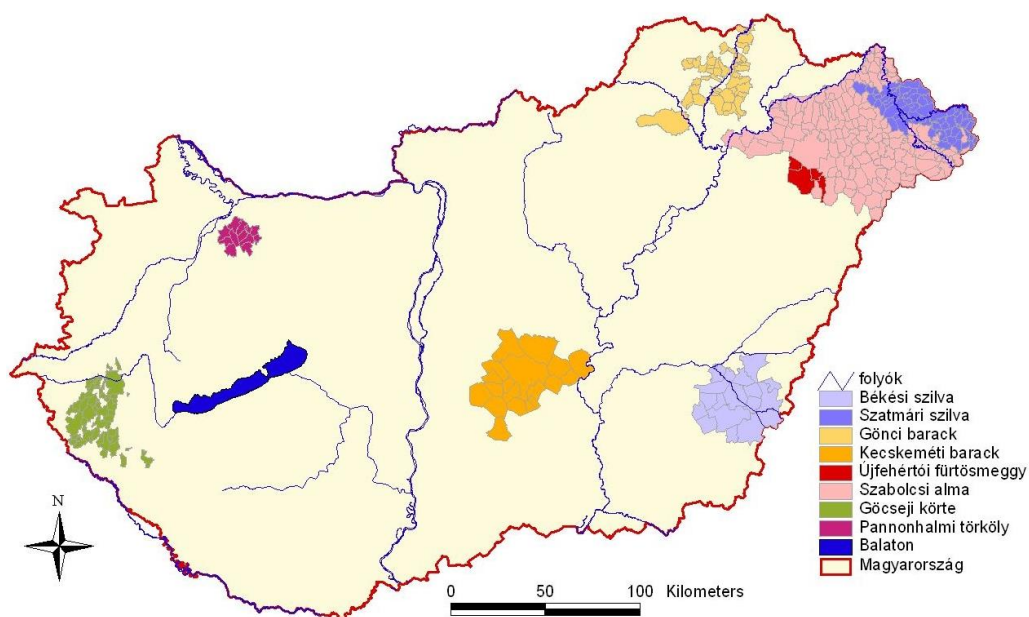 folyók
Békési szilva
Szatmári szilva
Gönci barack
Kecskeméti barack
Újfehértói fürtösmeggy
Szabolcsi alma
Göcseji körte
Pannonhalmi törköly
Balaton
Magyarország
N
0 50 100 Kilometers